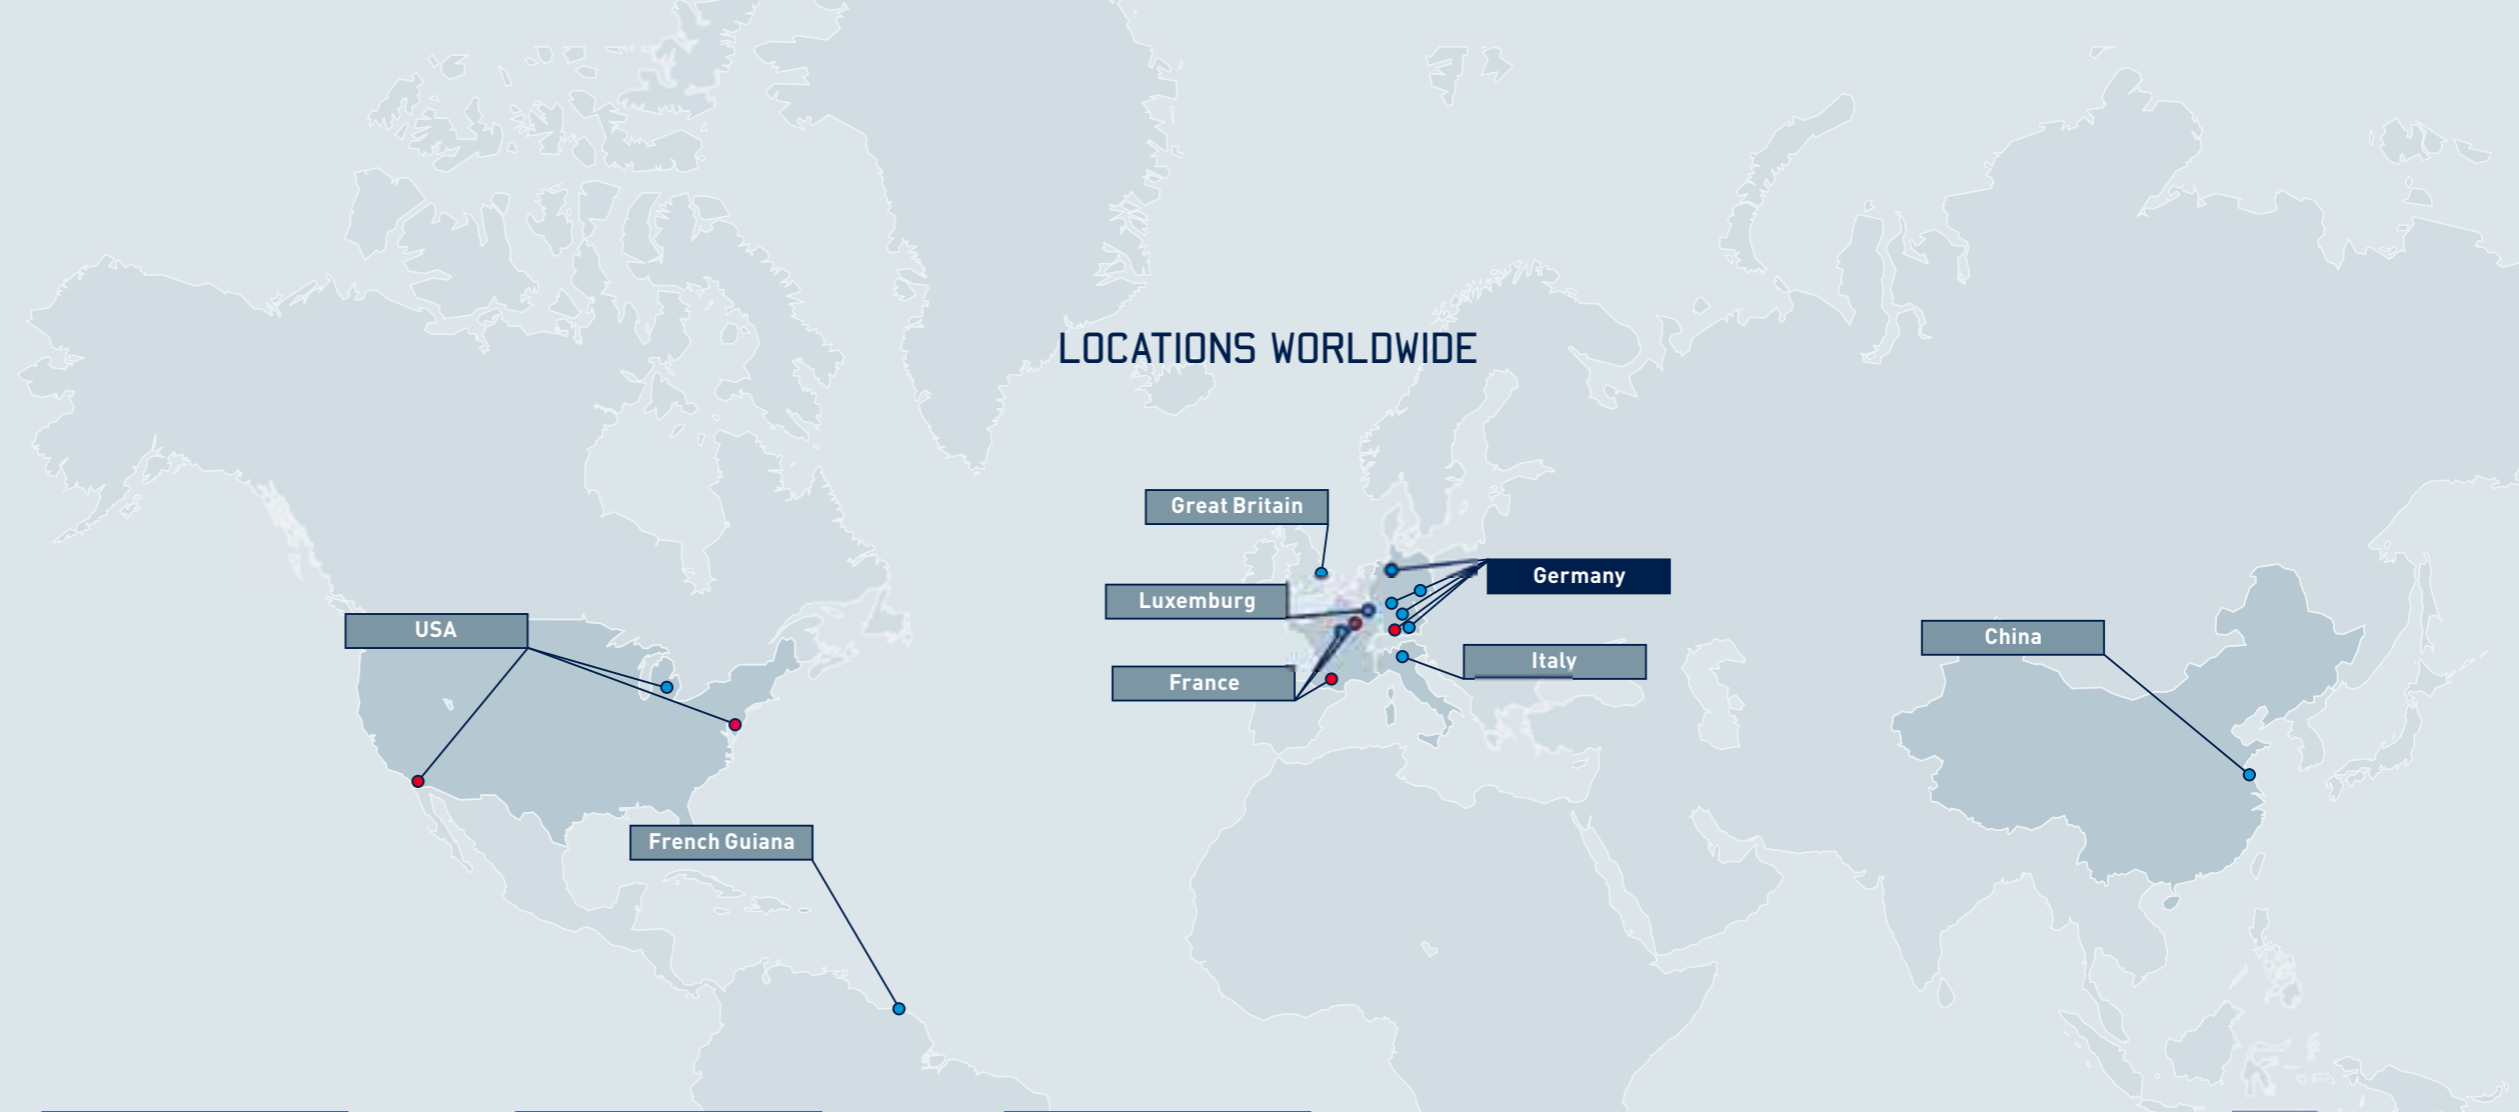 LOCATIONS WORLDWIDE
Great Britain
Germany
Luxemburg
USA
China
Italy
France
French Guiana